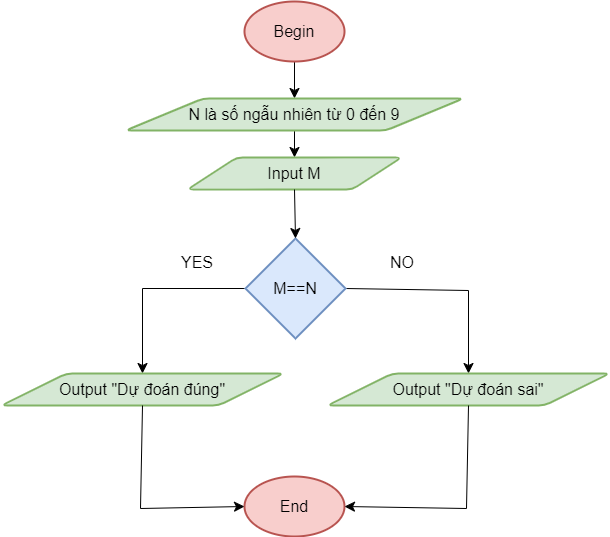 Begin
N là số ngẫu nhiên từ 0 đến 9
Input M
YES
NO
M==N
Output "Dự đoán đúng"
Output "Dự đoán sai"
End